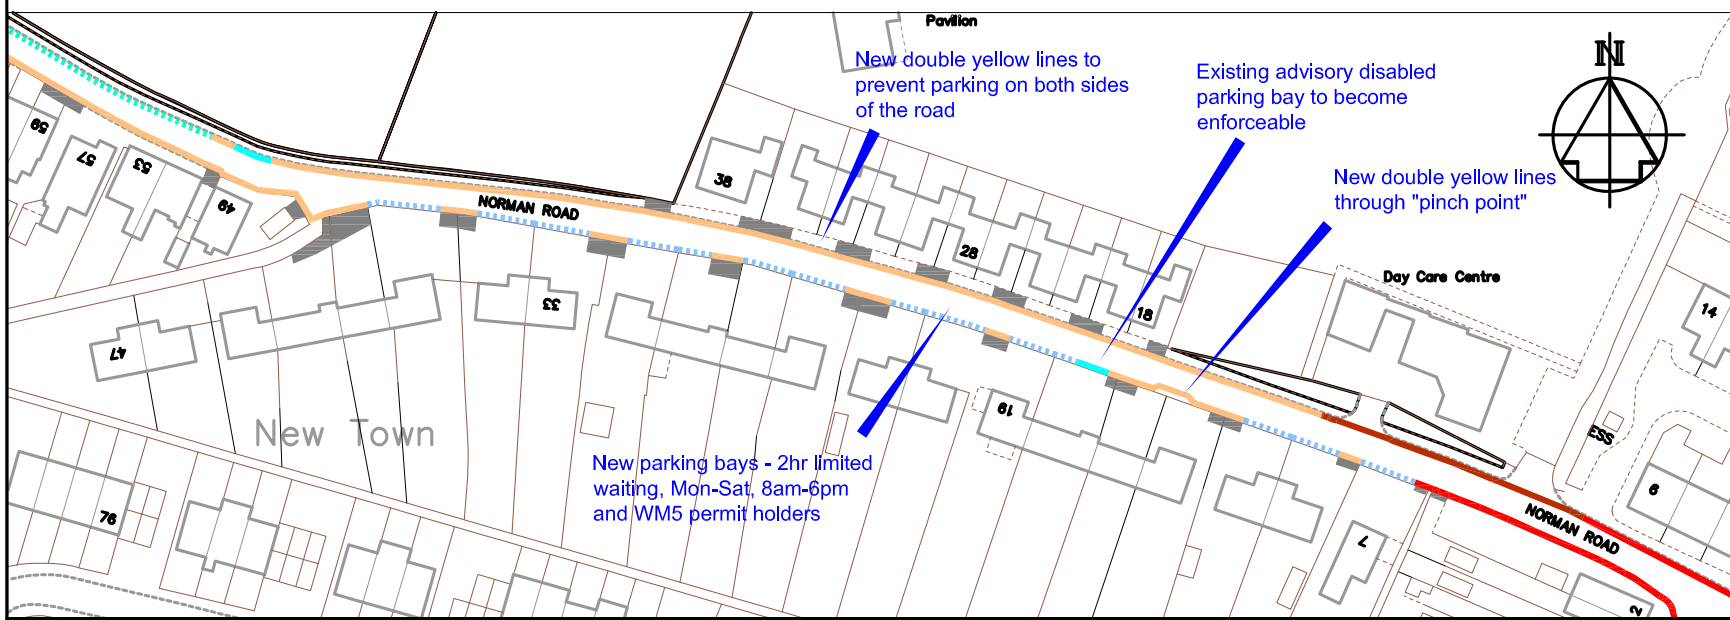 Pavilion
N
New double yellow lines to
prevent parking on both sides
of the road
Existing advisory disabled
parking bay to become
enforceable
New double yellow lines
through "pinch point"
59
57
53
49
38
NORMAN ROAD
28
18
Day Care Centre
14
33
47
19
ESS
6
New Town
New parking bays - 2hr limited
waiting, Mon-Sat, 8am-6pm
and WM5 permit holders
76
NORMAN ROAD
7
2